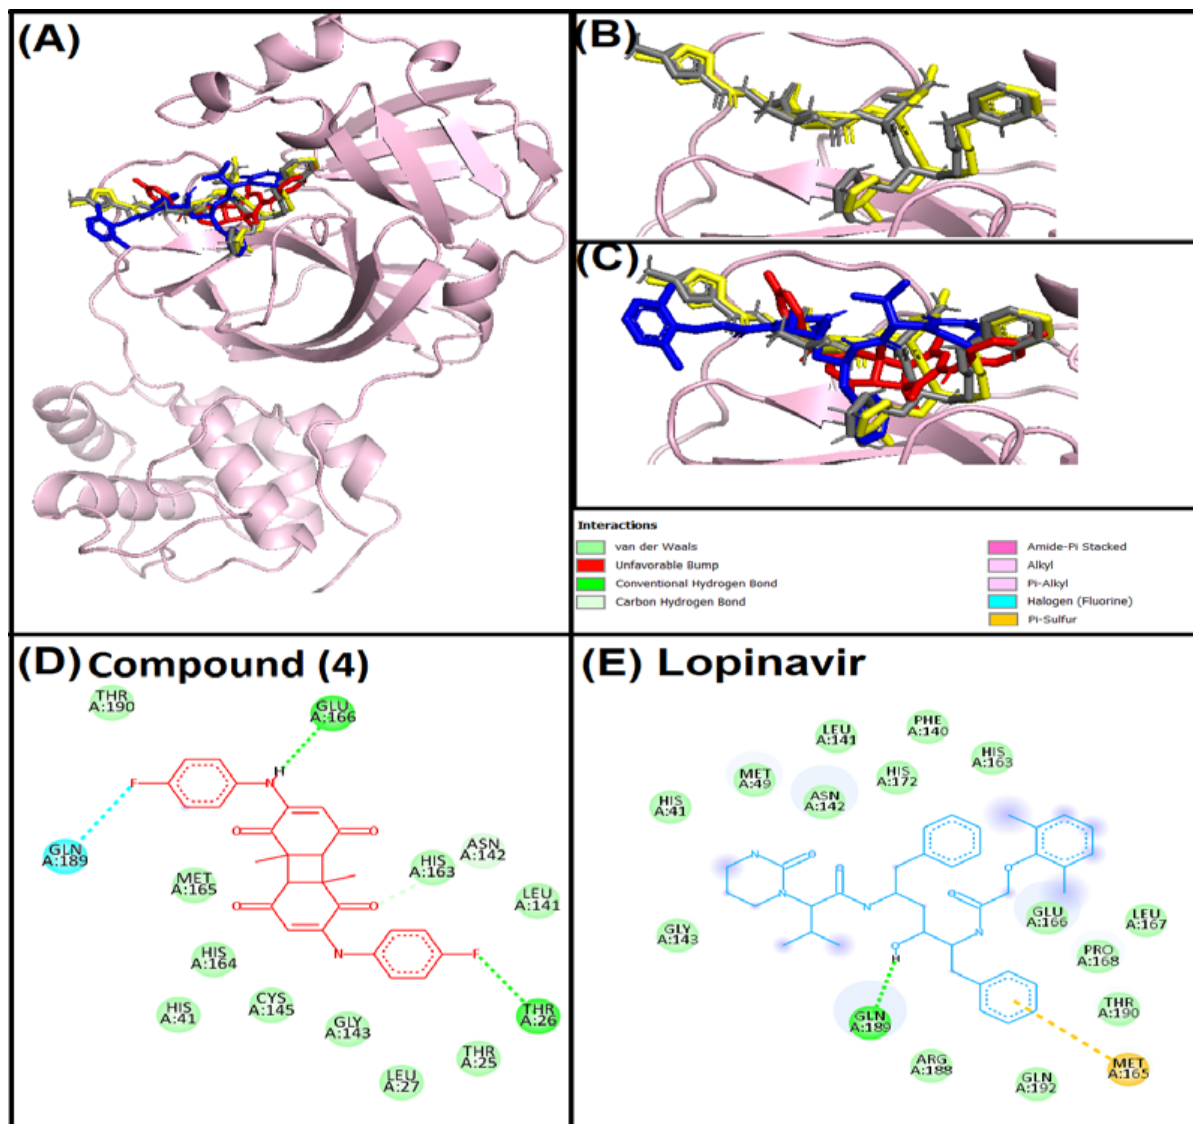 (A)
(B)
(C)
Interactions
van der Waals
Unfavorable Bump
Conventional Hydrogen Bond
Carbon Hydrogen Bond
Amide-Pi Stacked
Alkyl
Pi-Alkyl
Halogen (Fluorine)
Pi-Sulfur
(D) Compound (4)
THR
A:190
GLU
A:166
H
N
F
O
O
GLN
A:189
MET
A:165
HIS
A:163
ASN
A:142
LEU
A:141
O
O
N
F
HIS
A:164
HIS
A:41
CYS
A:145
GLY
A:143
THR
A:26
THR
A:25
LEU
A:27
(E) Lopinavir
LEU
A:141
PHE
A:140
HIS
A:163
MET
A:49
HIS
A:172
ASN
A:142
HIS
A:41
N
O
O
N
N
O
O
N
O
H
GLU
A:166
LEU
A:167
GLY
A:143
PRO
A:168
THR
A:190
GLN
A:189
ARG
A:188
GLN
A:192
MET
A:165